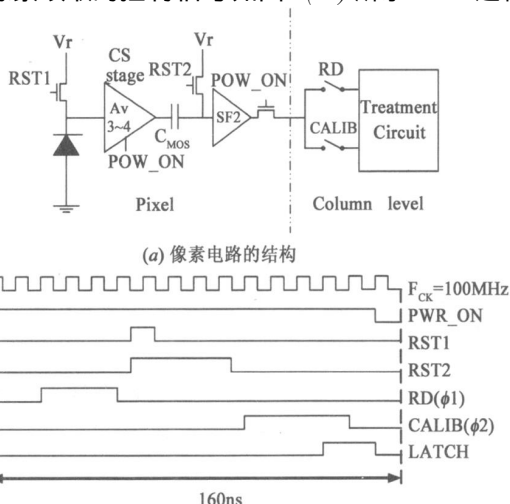 Vr
Vr
CS
stage
RST1
RST2
POW_ON
RD
Av
3~4
SF2
CALIB
Treatment
Circuit
C_MOS
POW_ON
Pixel
Column level
(a) 像素电路的结构
F_CK=100MHz
PWR_ON
RST1
RST2
RD(ϕ1)
CALIB(ϕ2)
LATCH
160ns